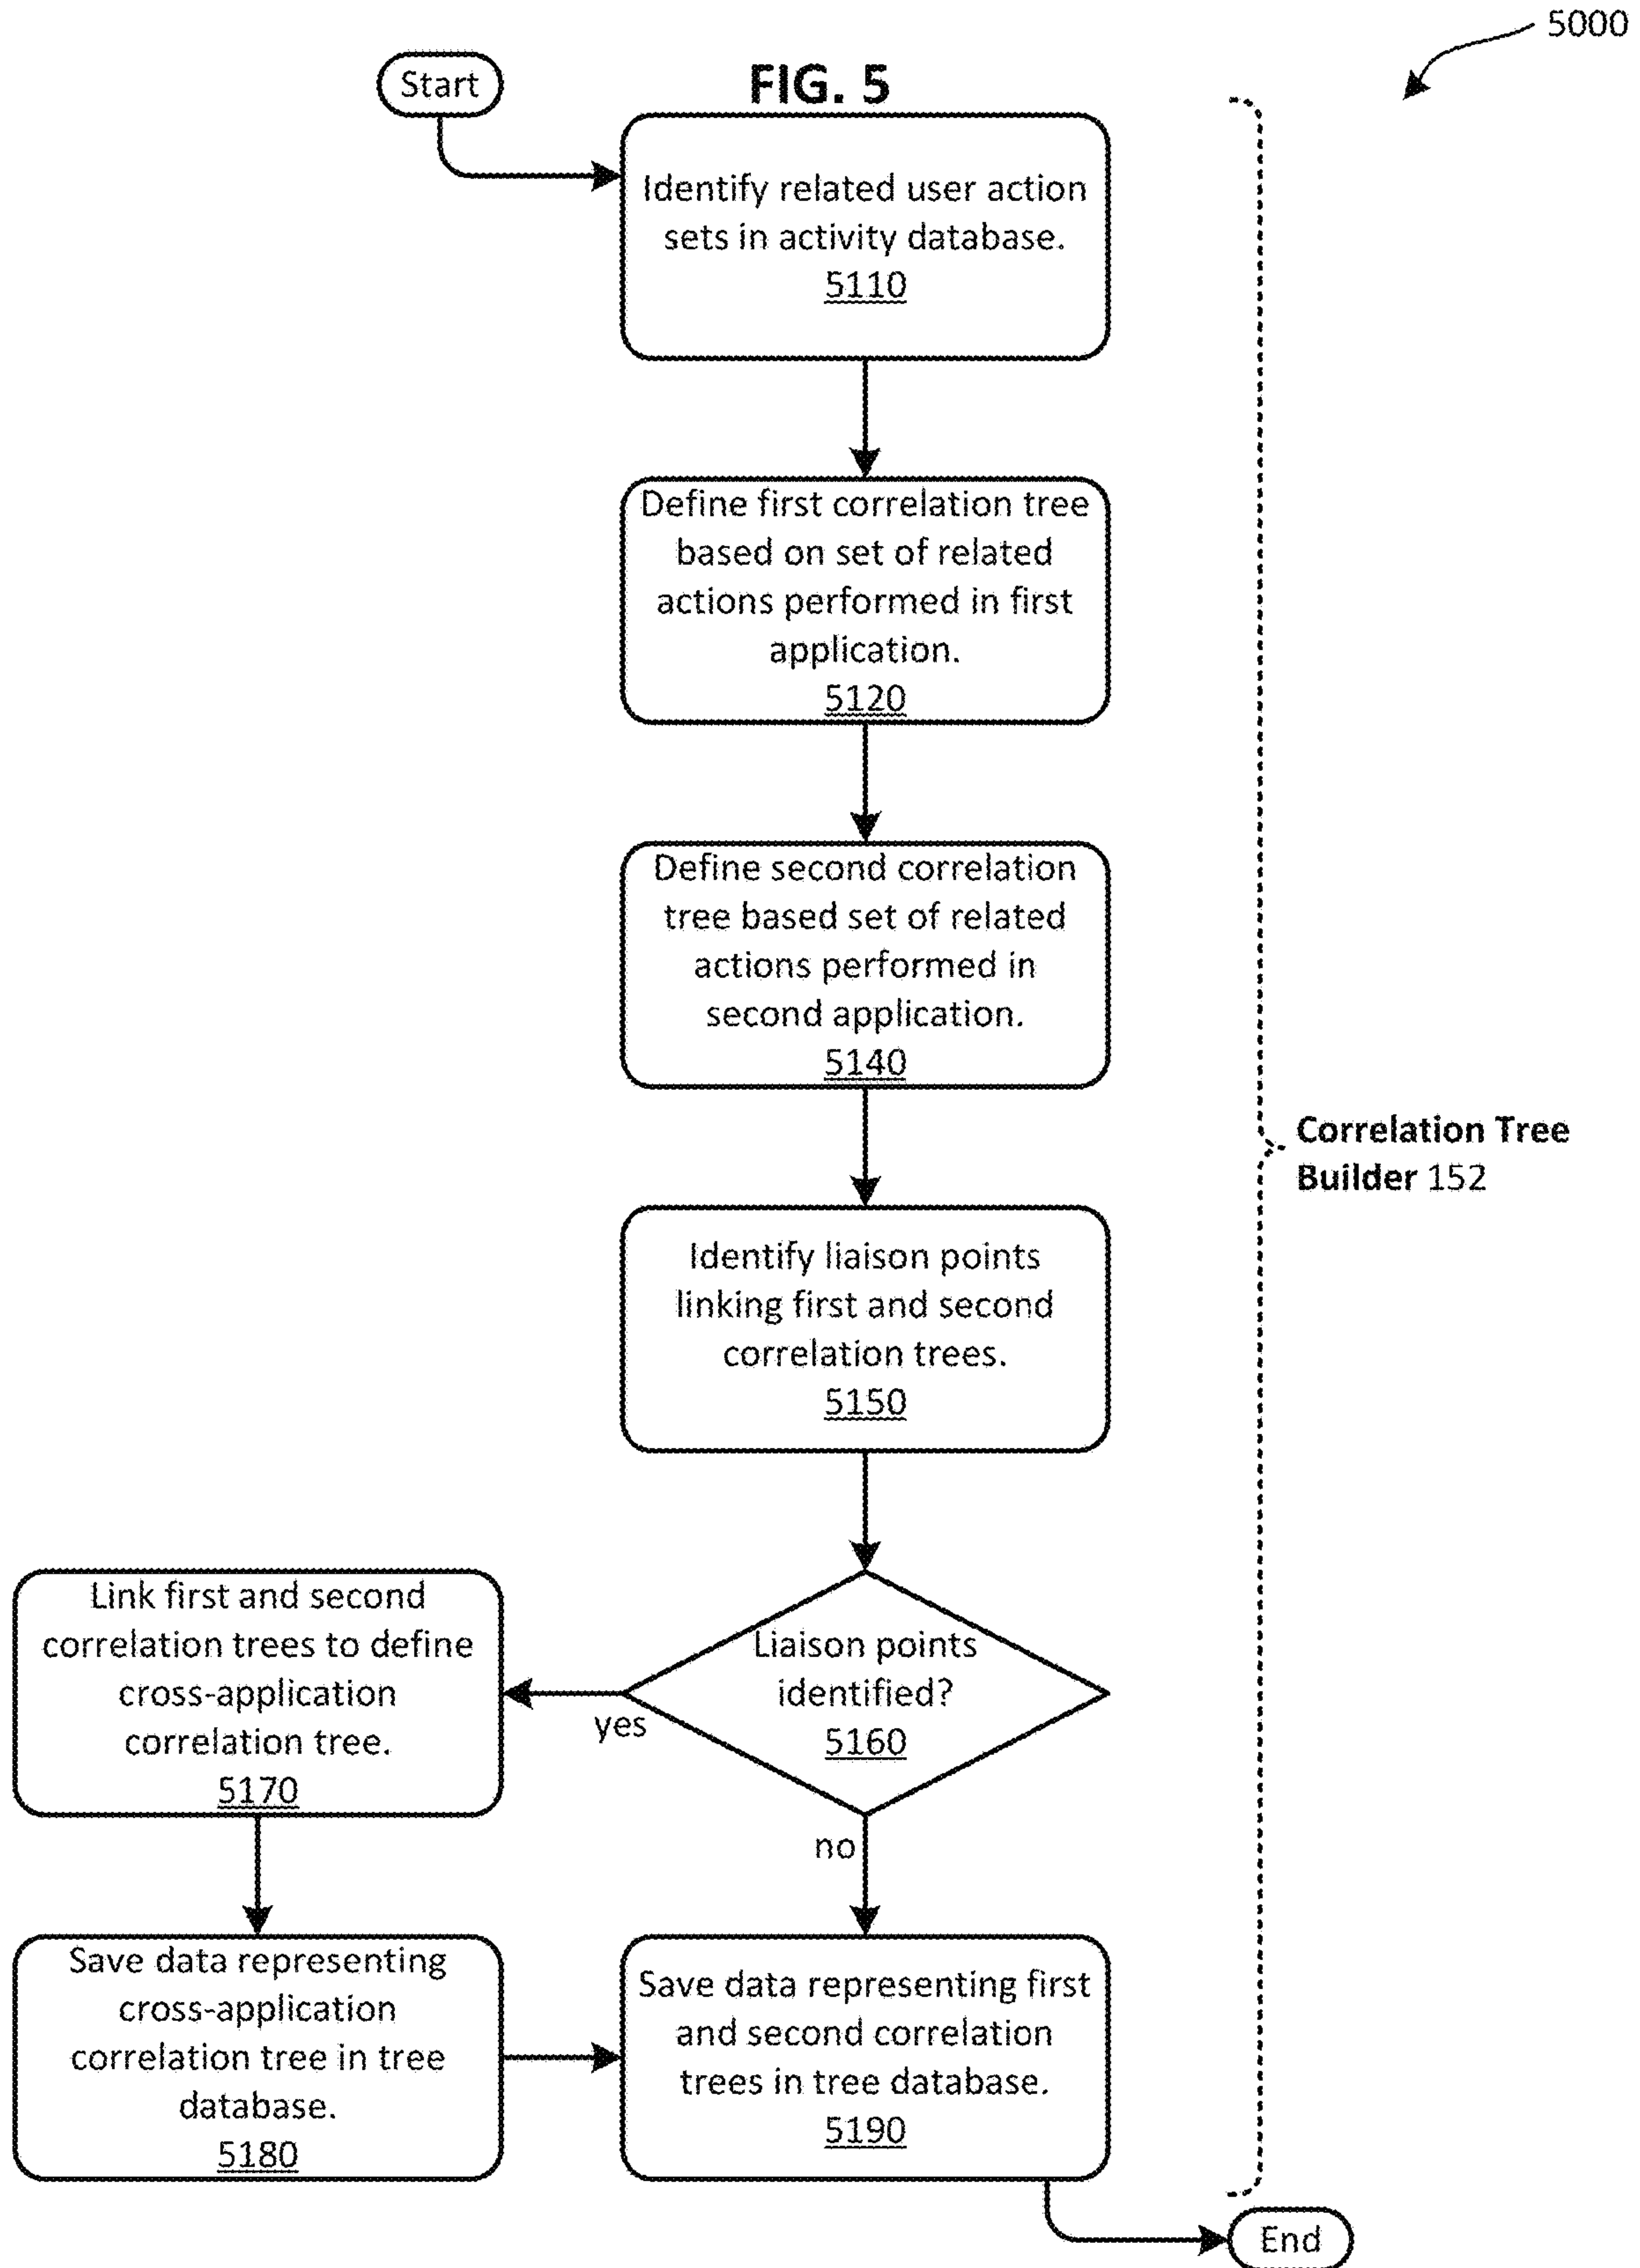 5000
Start
FIG. 5
Identify related user action
sets in activity database.
5110
Define first correlation tree
based on set of related
actions performed in first
application.
5120
Define second correlation
tree based set of related
actions performed in
second application.
5140
Correlation Tree
Builder 152
Identify liaison points
linking first and second
correlation trees.
5150
Liaison points
identified?
5160
yes
no
Link first and second
correlation trees to define
cross-application
correlation tree.
5170
Save data representing
cross-application
correlation tree in tree
database.
5180
Save data representing first
and second correlation
trees in tree database.
5190
End